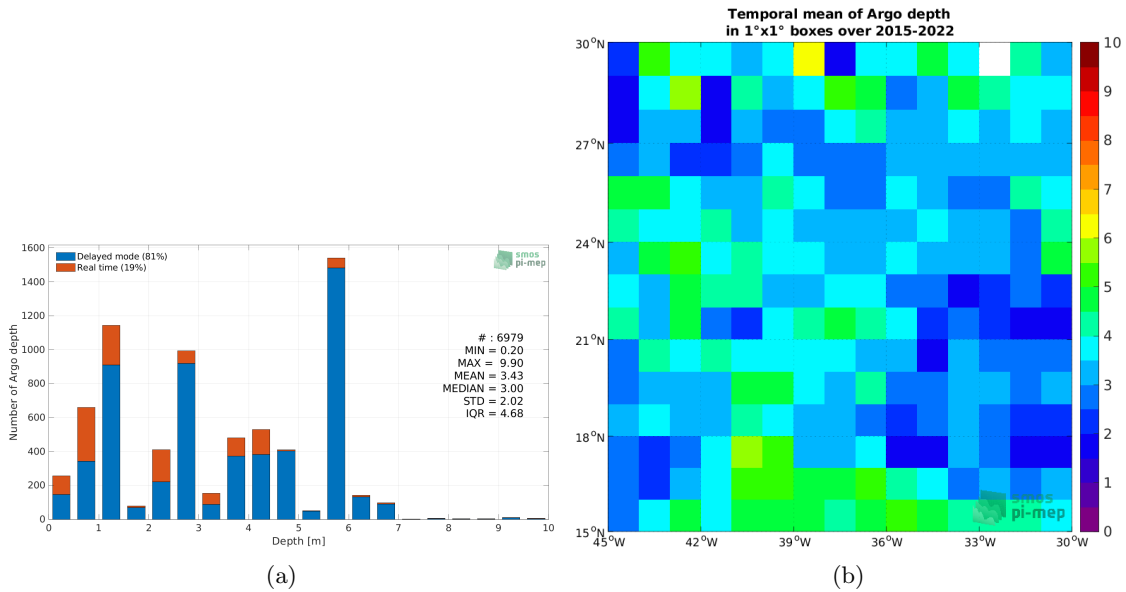 Temporal mean of Argo depth
in 1°x1° boxes over 2015-2022
1600
1400
1200
1000
800
600
400
200
0
Number of Argo depth
Delayed mode (81%)
Real time (19%)
smos
pi-mep
# : 6979
MIN = 0.20
MAX = 9.90
MEAN = 3.43
MEDIAN = 3.00
STD = 2.02
IQR = 4.68
0 1 2 3 4 5 6 7 8 9 10
Depth [m]
(a)
30°N
27°N
24°N
21°N
18°N
15°N
45°W 42°W 39°W 36°W 33°W 30°W
smos
pi-mep
10
9
8
7
6
5
4
3
2
1
0
(b)